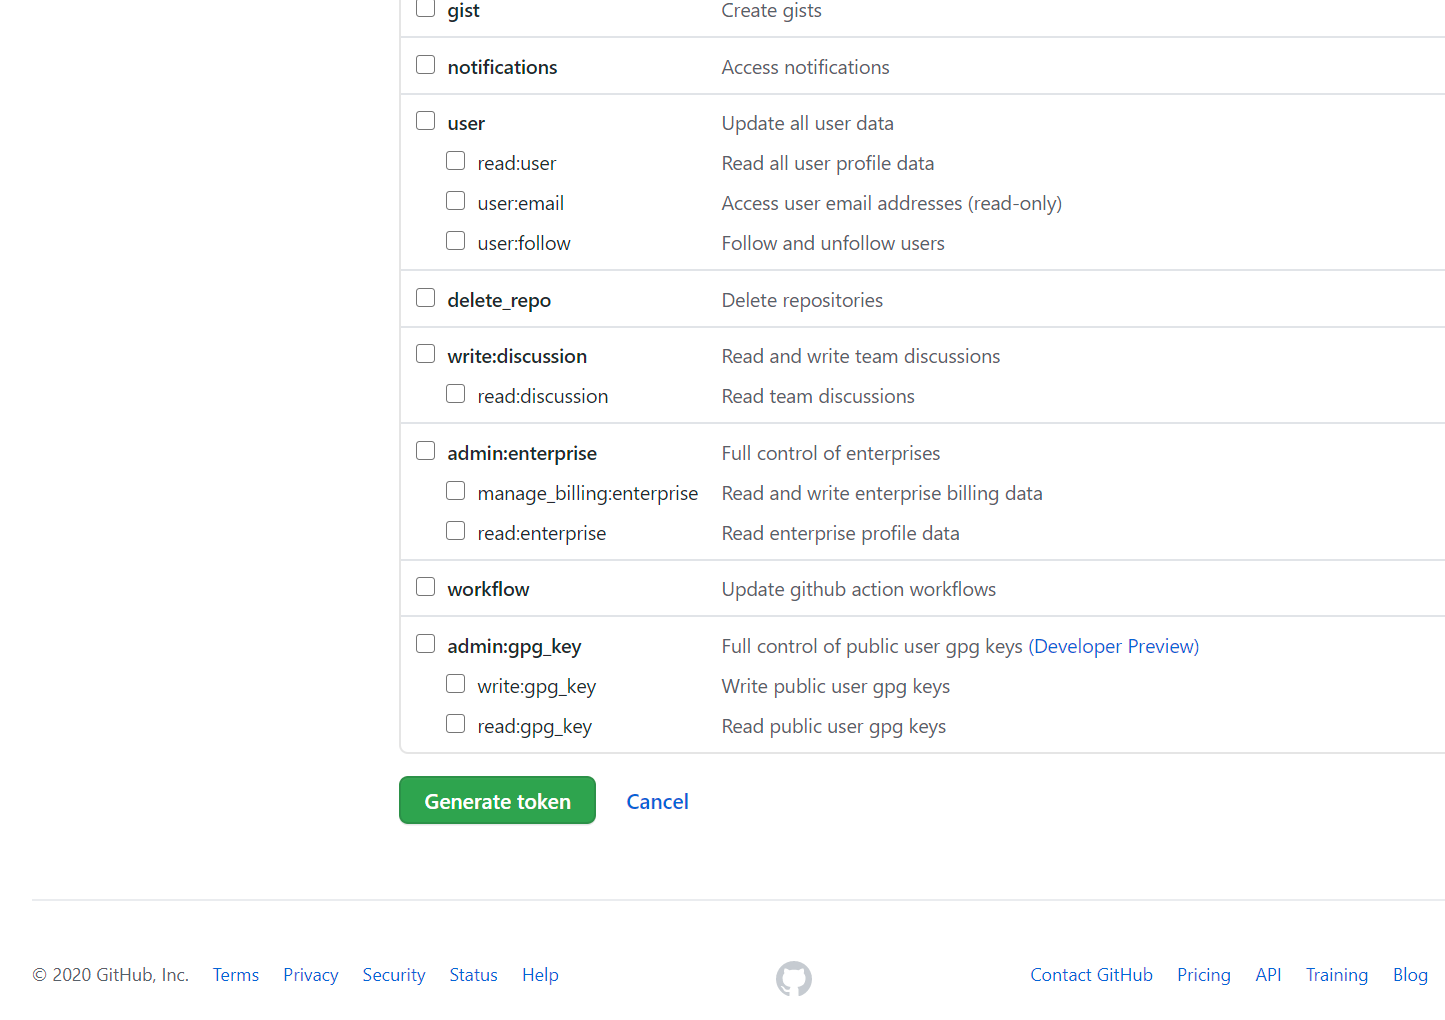 gist Create gists
notifications Access notifications
user Update all user data
read:user Read all user profile data
user:email Access user email addresses (read-only)
user:follow Follow and unfollow users
delete_repo Delete repositories
write:discussion Read and write team discussions
read:discussion Read team discussions
admin:enterprise Full control of enterprises
manage_billing:enterprise Read and write enterprise billing data
read:enterprise Read enterprise profile data
workflow Update github action workflows
admin:gpg_key Full control of public user gpg keys (Developer Preview)
write:gpg_key Write public user gpg keys
read:gpg_key Read public user gpg keys
Generate token Cancel
© 2020 GitHub, Inc. Terms Privacy Security Status Help Contact GitHub Pricing API Training Blog